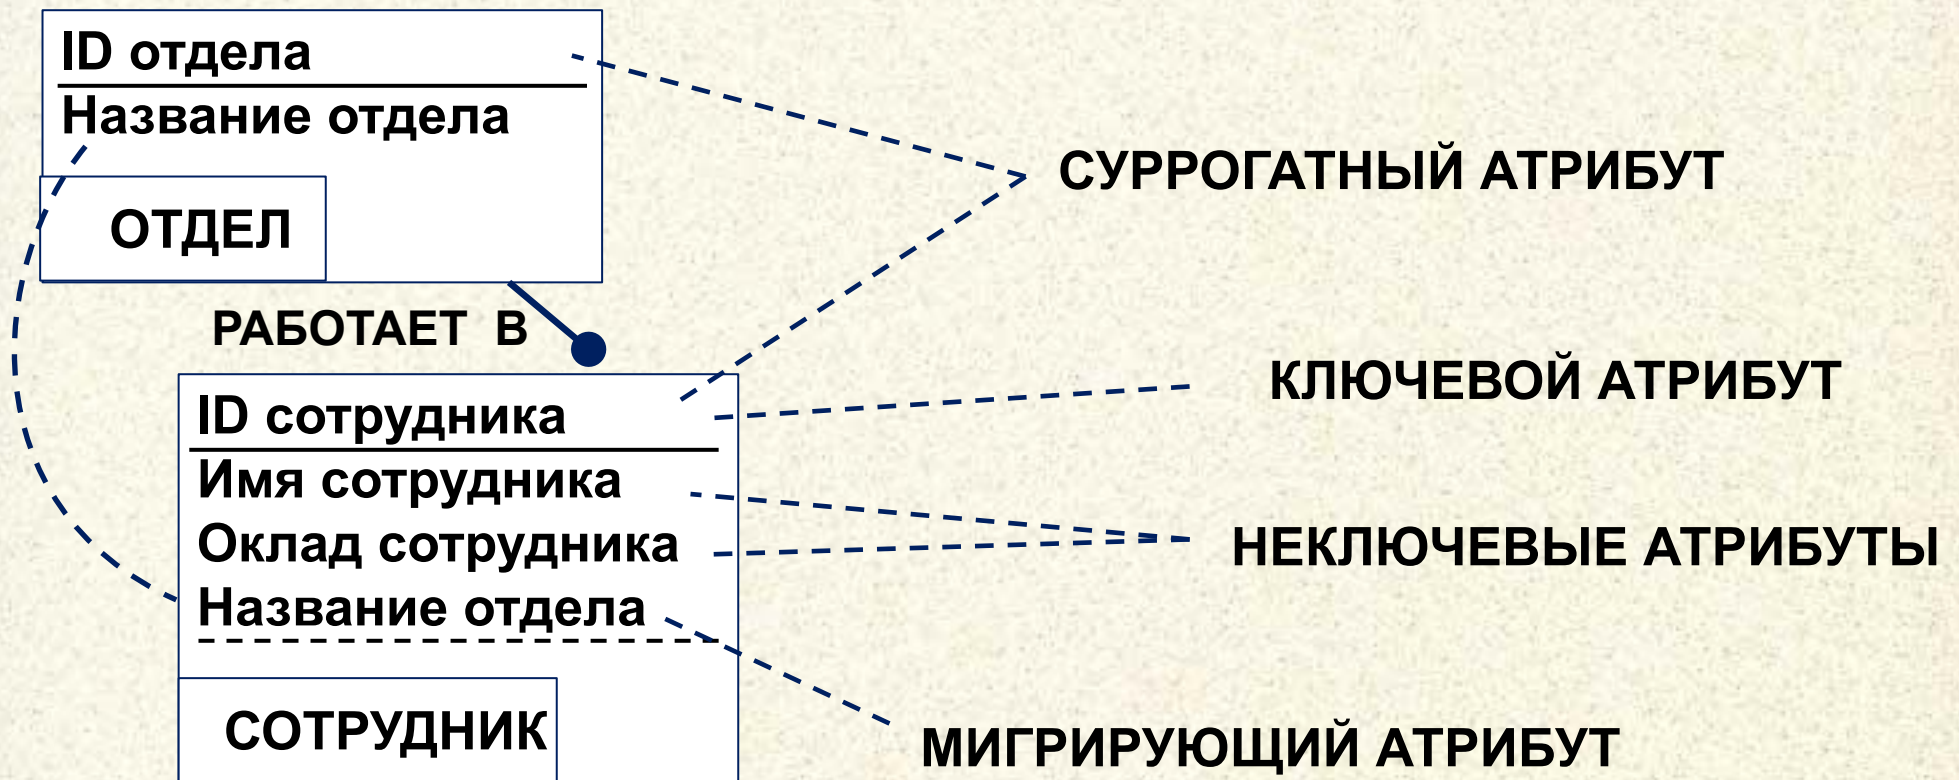 ID отдела
Название отдела
ОТДЕЛ
СУРРОГАТНЫЙ АТРИБУТ
РАБОТАЕТ В
КЛЮЧЕВОЙ АТРИБУТ
ID сотрудника
Имя сотрудника
Оклад сотрудника
НЕКЛЮЧЕВЫЕ АТРИБУТЫ
Название отдела
СОТРУДНИК
МИГРИРУЮЩИЙ АТРИБУТ